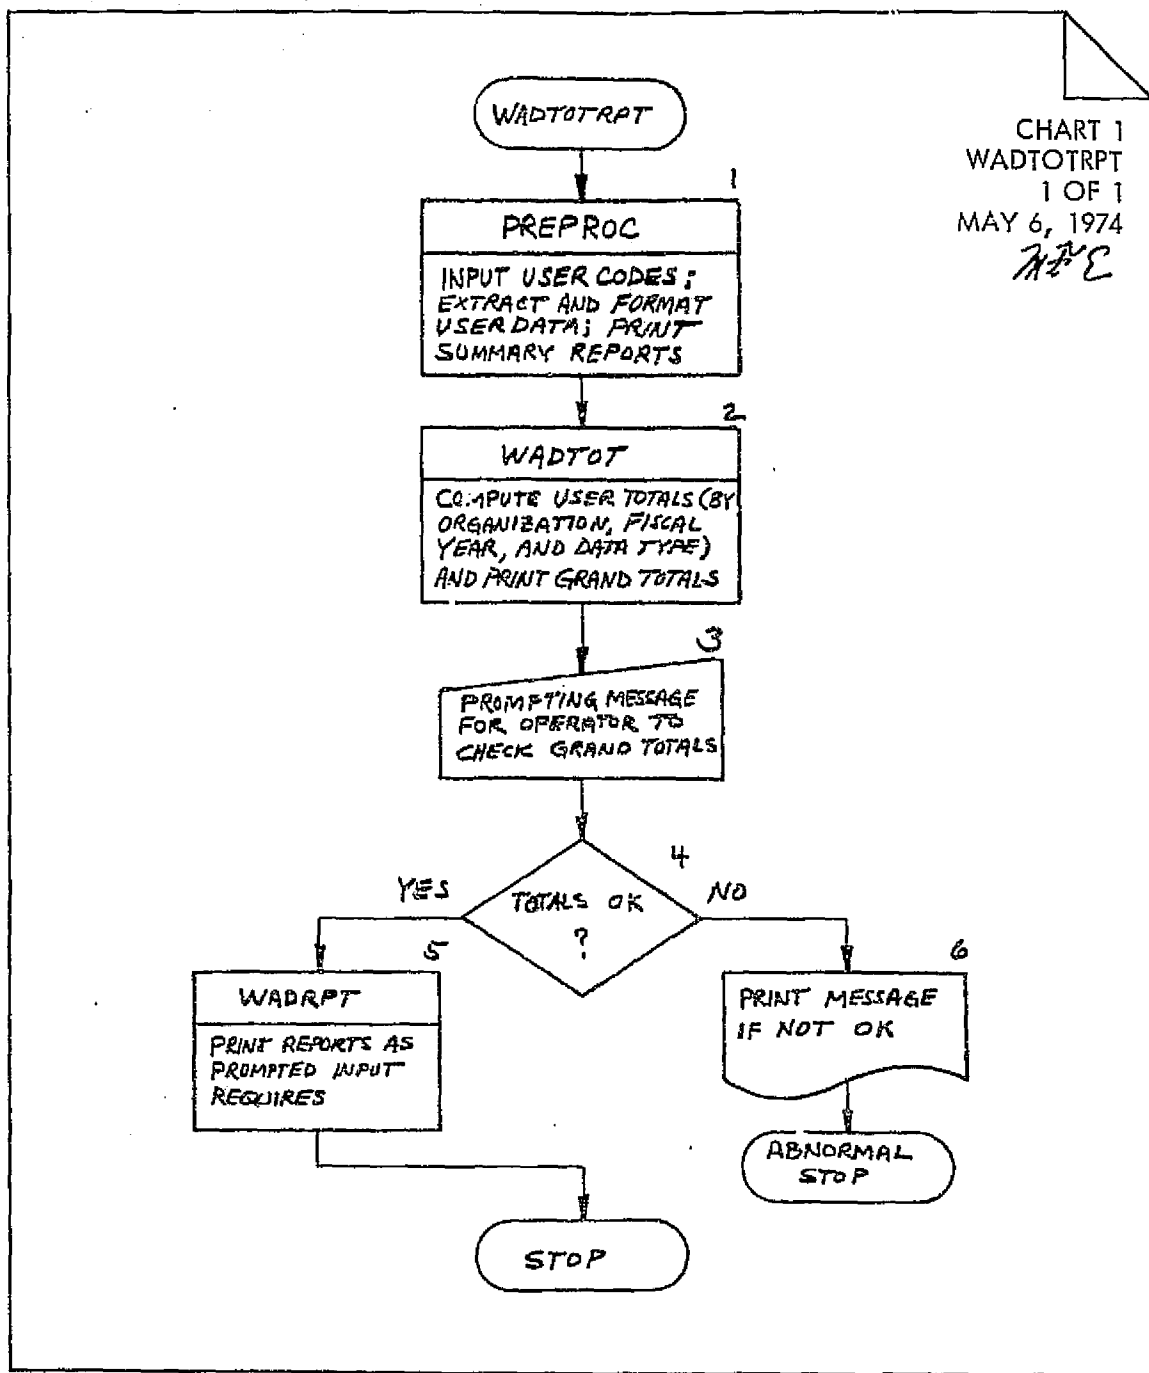 CHART 1
WADTOTRPT
1 OF 1
MAY 6, 1974
WADTOTRPT
1
PREPROC
INPUT USER CODES;
EXTRACT AND FORMAT
USER DATA; PRINT
SUMMARY REPORTS
2
WADTOT
COMPUTE USER TOTALS (BY
ORGANIZATION, FISCAL
YEAR, AND DATA TYPE)
AND PRINT GRAND TOTALS
3
PROMPTING MESSAGE
FOR OPERATOR TO
CHECK GRAND TOTALS
4
YES
TOTALS OK
?
NO
5
WADRPT
PRINT REPORTS AS
PROMPTED INPUT
REQUIRES
6
PRINT MESSAGE
IF NOT OK
ABNORMAL
STOP
STOP